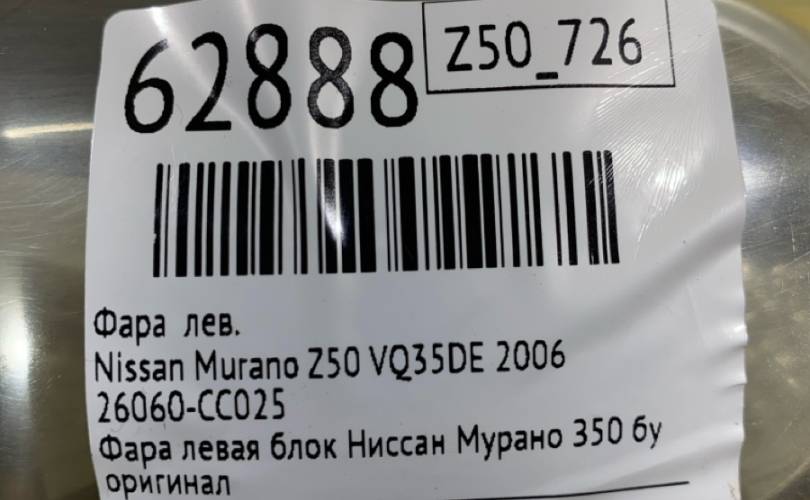 62888
Z50_726
Фара лев.
Nissan Murano Z50 VQ35DE 2006
26060-CC025
Фара левая блок Ниссан Мурано 350 бу
оригинал